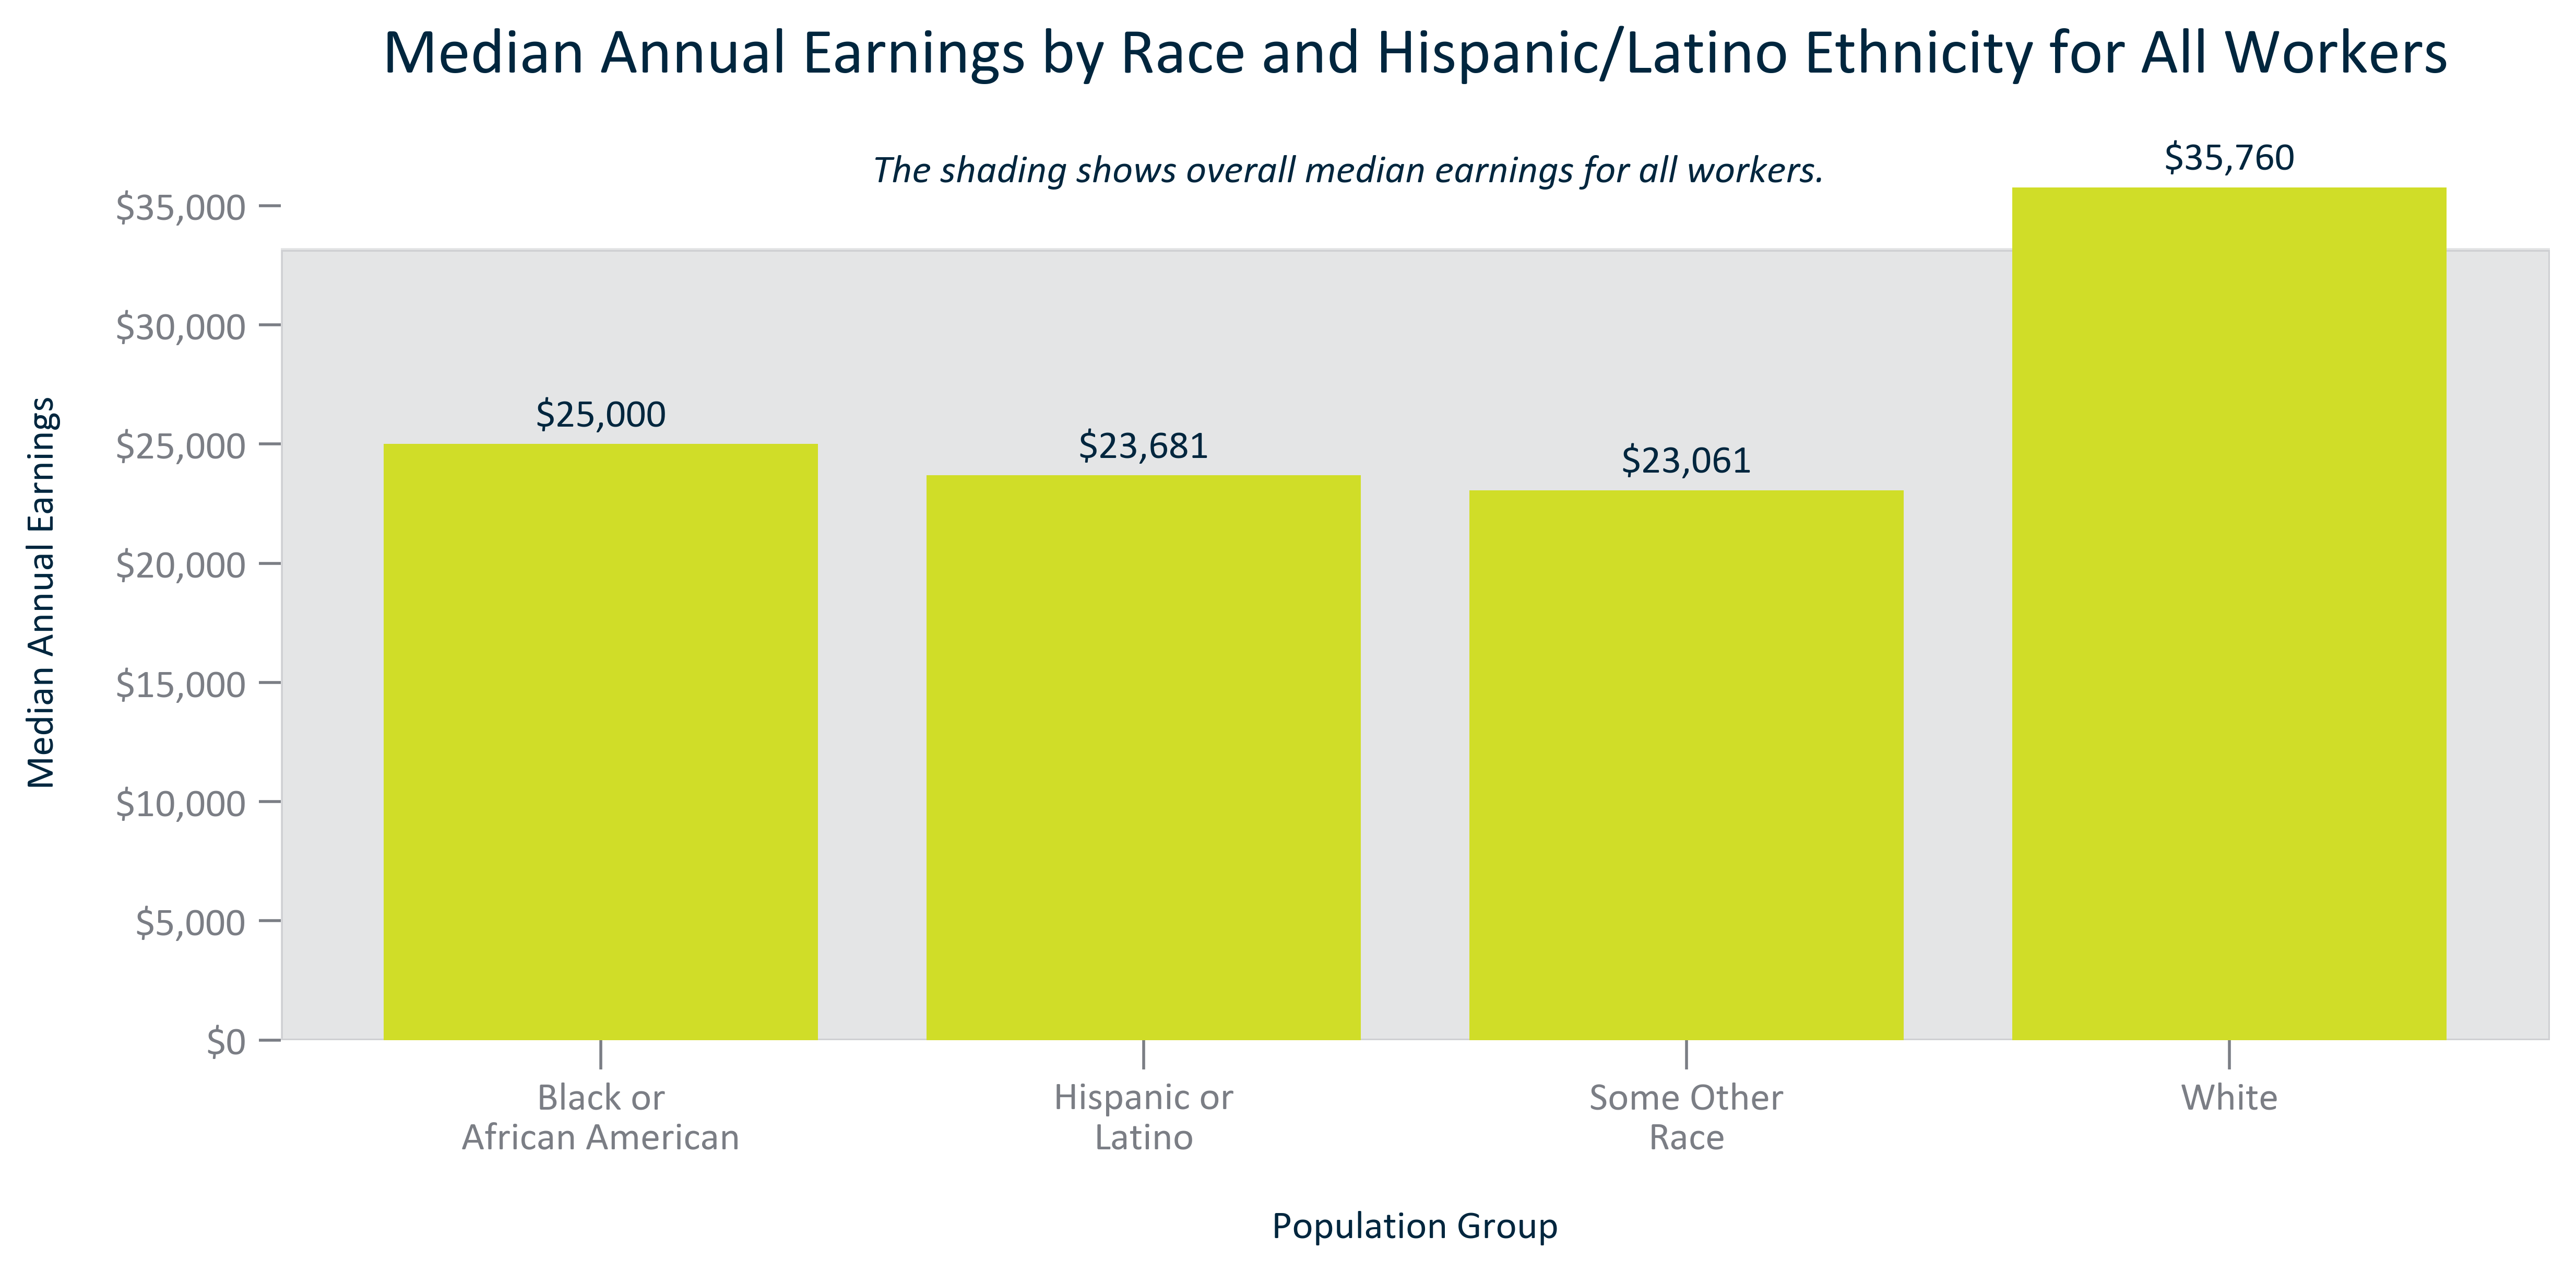 Median Annual Earnings by Race and Hispanic/Latino Ethnicity for All Workers
The shading shows overall median earnings for all workers.
$35,760
$35,000
$30,000
$25,000
$25,000
$23,681
$23,061
$20,000
$15,000
$10,000
$5,000
$0
Median Annual Earnings
Black or
African American
Hispanic or
Latino
Some Other
Race
White
Population Group